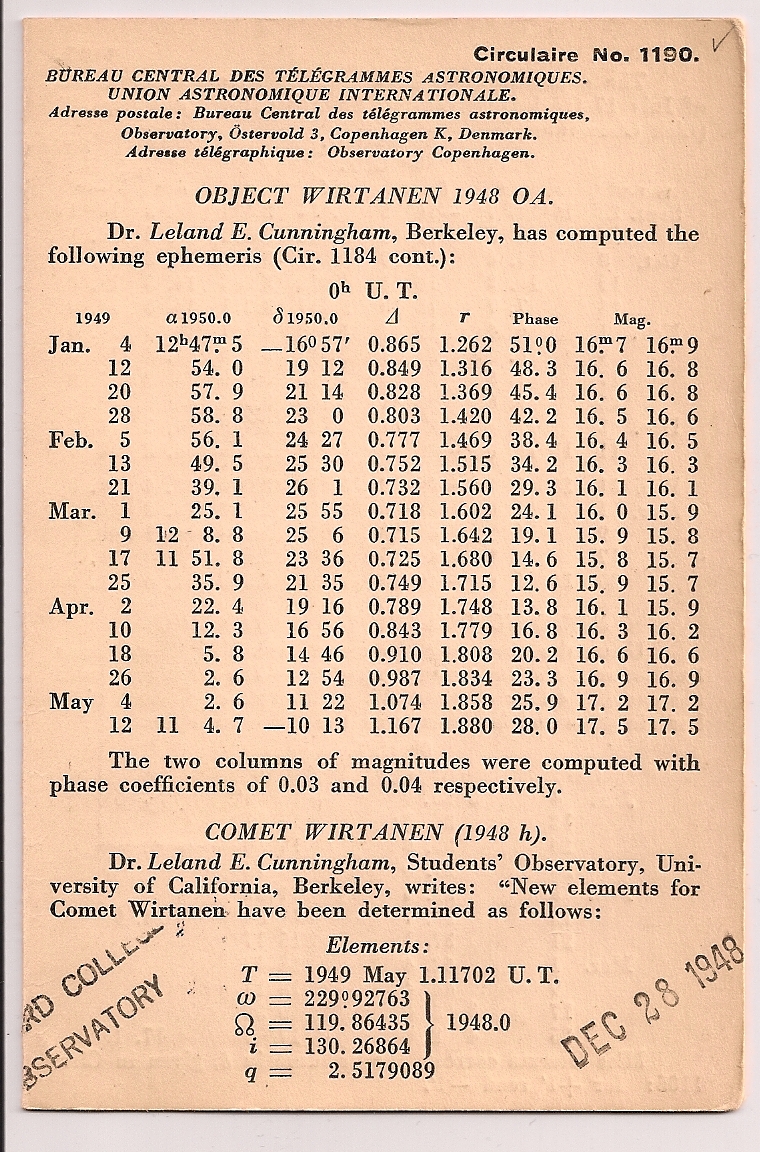 Circulaire No. 1190.
BUREAU CENTRAL DES TÉLÉGRAMMES ASTRONOMIQUES.
UNION ASTRONOMIQUE INTERNATIONALE.
Adresse postale: Bureau Central des télégrammes astronomiques,
Observatory, Östervold 3, Copenhagen K, Denmark.
Adresse télégraphique: Observatory Copenhagen.
OBJECT WIRTANEN 1948 OA.
Dr. Leland E. Cunningham, Berkeley, has computed the
following ephemeris (Cir. 1184 cont.):
0ʰ U. T.
1949 α 1950.0 δ 1950.0 Δ r Phase Mag.
Jan. 4 12ʰ47ᵐ.5 —16°57′ 0.865 1.262 51°.0 16ᵐ.7 16ᵐ.9
12 54. 0 19 12 0.849 1.316 48. 3 16. 6 16. 8
20 57. 9 21 14 0.828 1.369 45. 4 16. 6 16. 8
28 58. 8 23 0 0.803 1.420 42. 2 16. 5 16. 6
Feb. 5 56. 1 24 27 0.777 1.469 38. 4 16. 4 16. 5
13 49. 5 25 30 0.752 1.515 34. 2 16. 3 16. 3
21 39. 1 26 1 0.732 1.560 29. 3 16. 1 16. 1
Mar. 1 25. 1 25 55 0.718 1.602 24. 1 16. 0 15. 9
9 12 8. 8 25 6 0.715 1.642 19. 1 15. 9 15. 8
17 11 51. 8 23 36 0.725 1.680 14. 6 15. 8 15. 7
25 35. 9 21 35 0.749 1.715 12. 6 15. 9 15. 7
Apr. 2 22. 4 19 16 0.789 1.748 13. 8 16. 1 15. 9
10 12. 3 16 56 0.843 1.779 16. 8 16. 3 16. 2
18 5. 8 14 46 0.910 1.808 20. 2 16. 6 16. 6
26 2. 6 12 54 0.987 1.834 23. 3 16. 9 16. 9
May 4 2. 6 11 22 1.074 1.858 25. 9 17. 2 17. 2
12 11 4. 7 —10 13 1.167 1.880 28. 0 17. 5 17. 5
The two columns of magnitudes were computed with
phase coefficients of 0.03 and 0.04 respectively.
COMET WIRTANEN (1948 h).
Dr. Leland E. Cunningham, Students' Observatory, Uni-
versity of California, Berkeley, writes: "New elements for
Comet Wirtanen have been determined as follows:
Elements:
T = 1949 May 1.11702 U. T.
ω = 229°.92763
Ω = 119. 86435 } 1948.0
i = 130. 26864
q = 2. 5179089
RD COLLE
BSERVATORY
DEC 28 1948